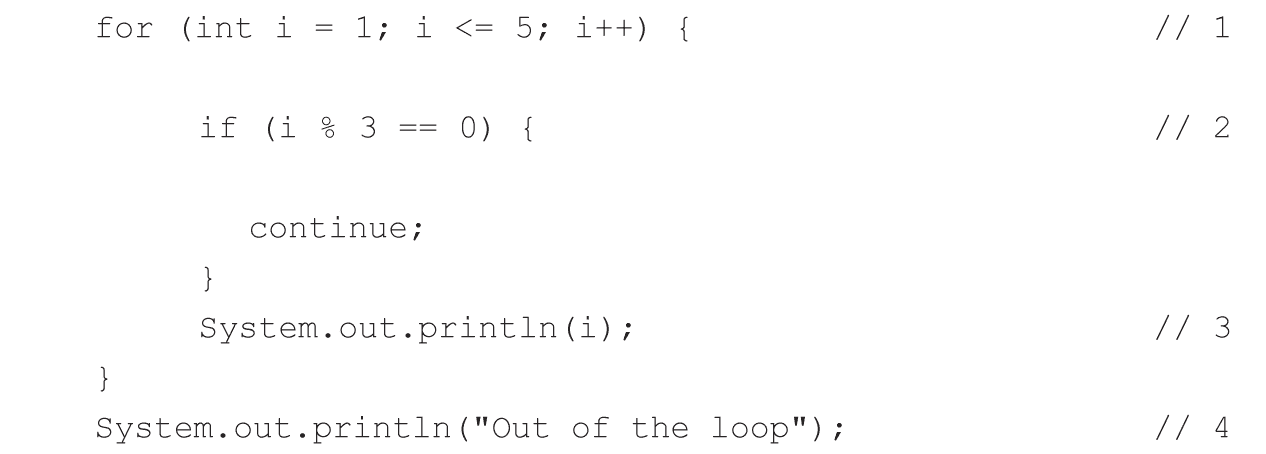 for (int i = 1; i <= 5; i++) { // 1
if (i % 3 == 0) { // 2
continue;
}
System.out.println(i); // 3
}
System.out.println("Out of the loop"); // 4